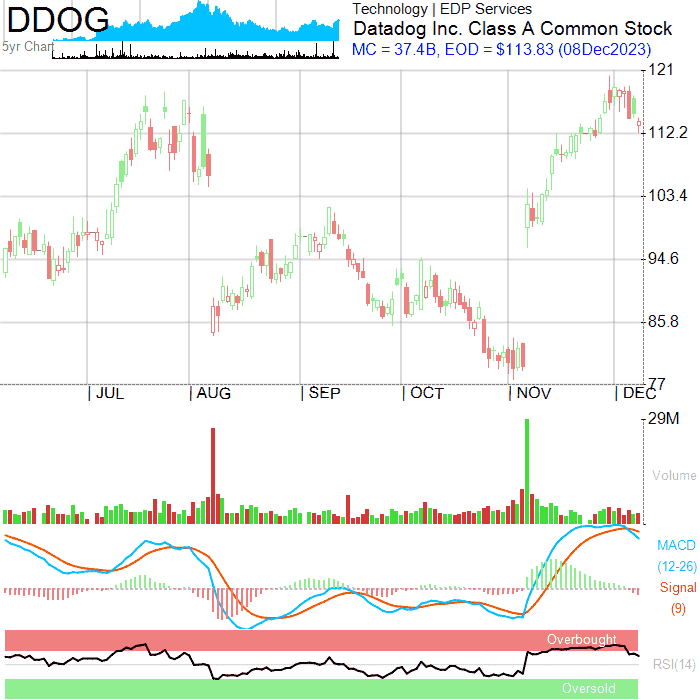 DDOG
5yr Chart
Technology | EDP Services
Datadog Inc. Class A Common Stock
MC = 37.4B, EOD = $113.83 (08Dec2023)
121
112.2
103.4
94.6
85.8
77
| JUL | AUG | SEP | OCT | NOV | DEC
29M
Volume
MACD
(12-26)
Signal
(9)
Overbought
RSI(14)
Oversold